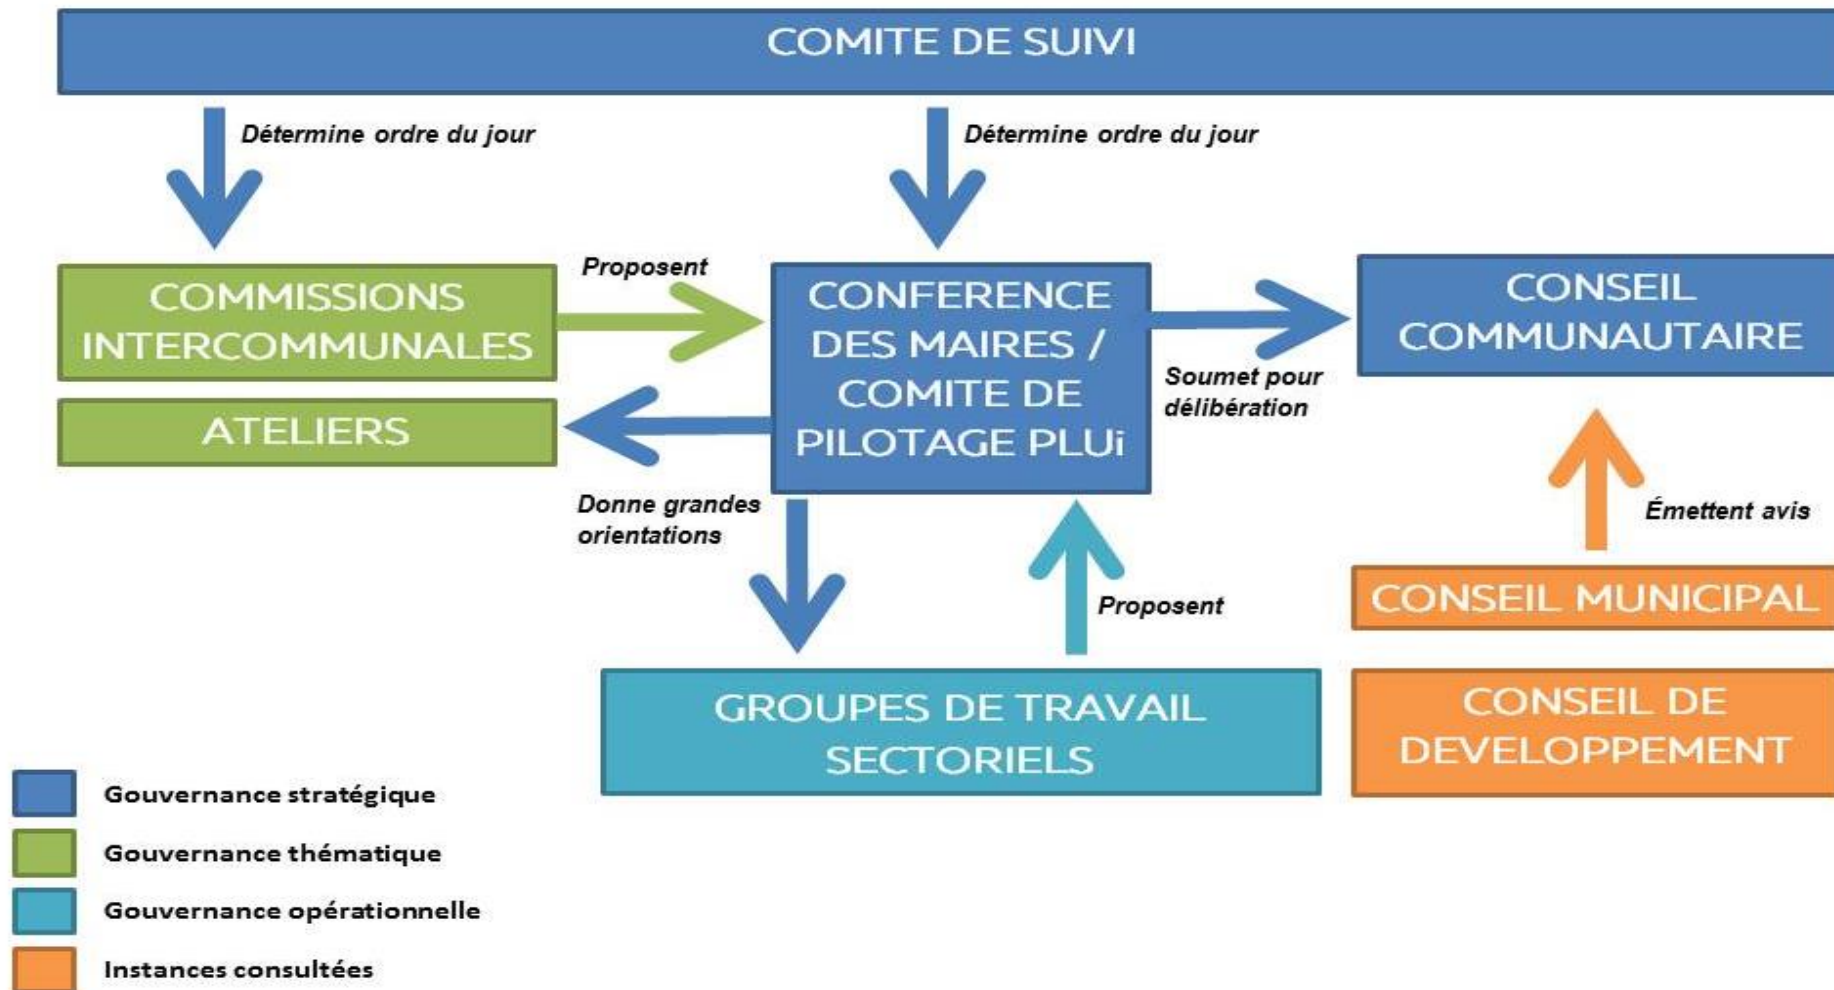 COMITE DE SUIVI
Détermine ordre du jour
Détermine ordre du jour
COMMISSIONS
INTERCOMMUNALES
Proposent
CONFERENCE
DES MAIRES /
COMITE DE
PILOTAGE PLUi
CONSEIL
COMMUNAUTAIRE
Soumet pour
délibération
ATELIERS
Donne grandes
orientations
Proposent
Émettent avis
CONSEIL MUNICIPAL
GROUPES DE TRAVAIL
SECTORIELS
CONSEIL DE
DEVELOPPEMENT
Gouvernance stratégique
Gouvernance thématique
Gouvernance opérationnelle
Instances consultées